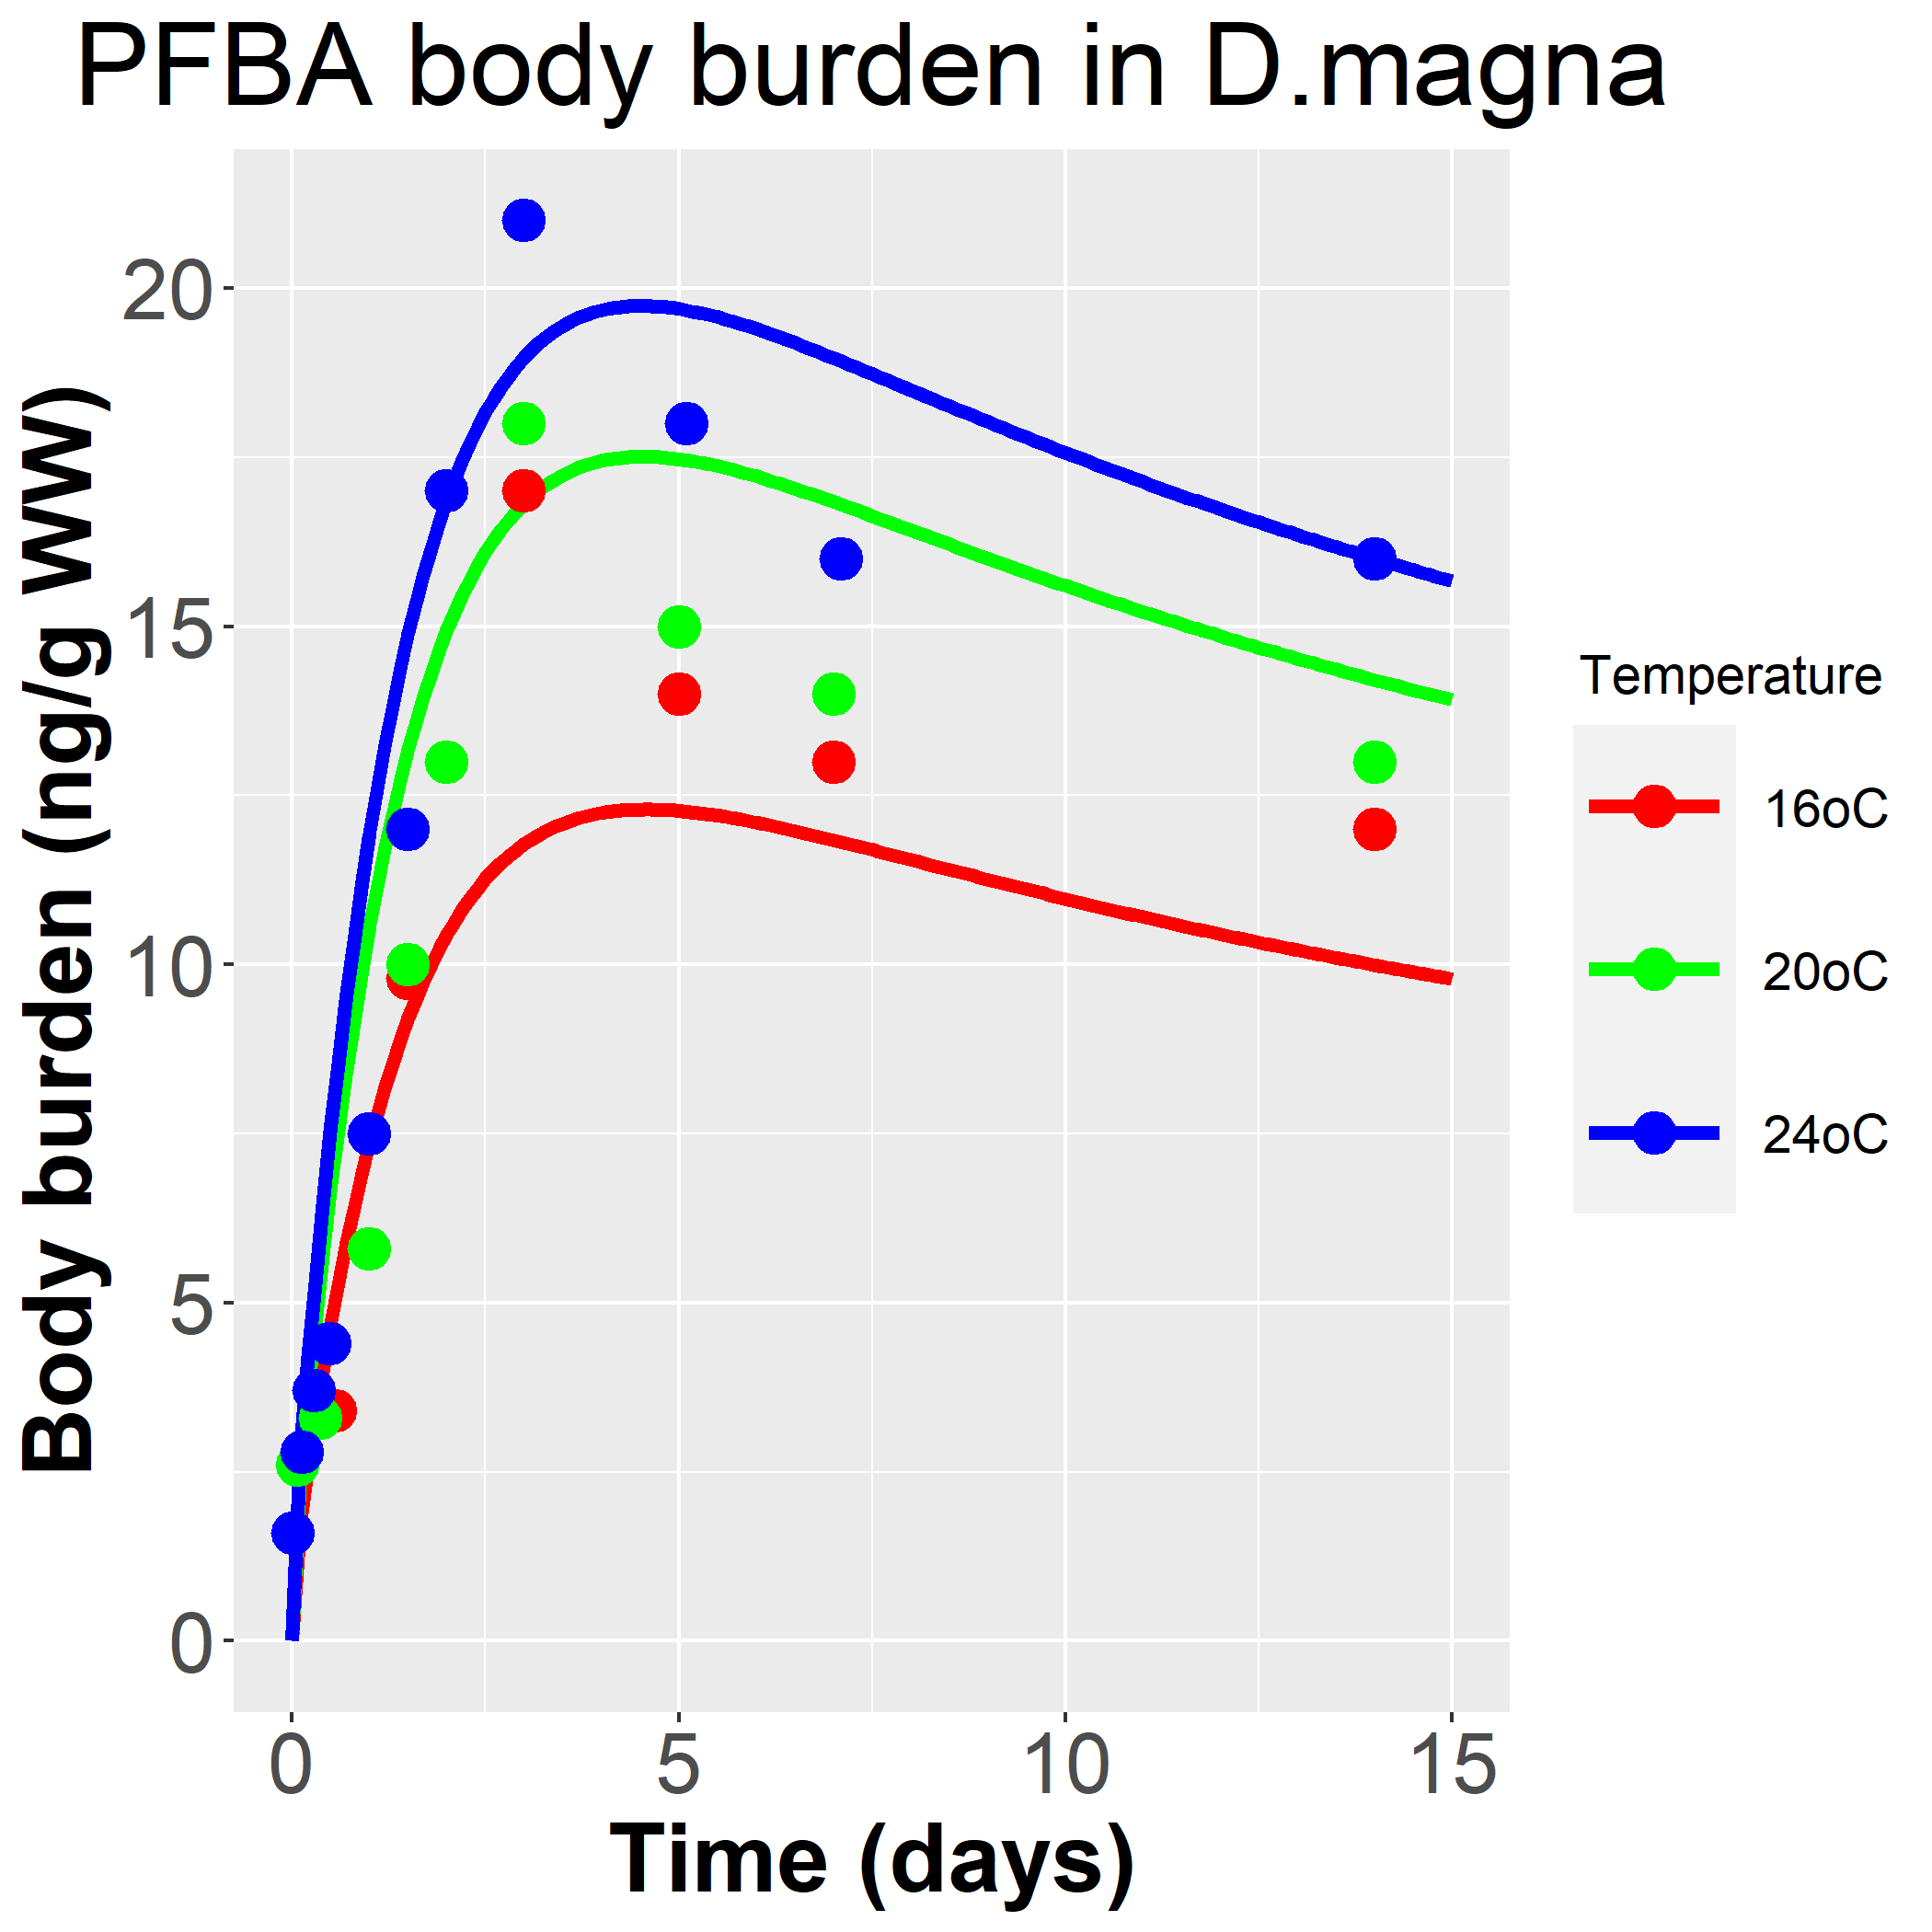 PFBA body burden in D.magna
Body burden (ng/g WW)
20
15
10
5
0
0 5 10 15
Time (days)
Temperature
16oC
20oC
24oC